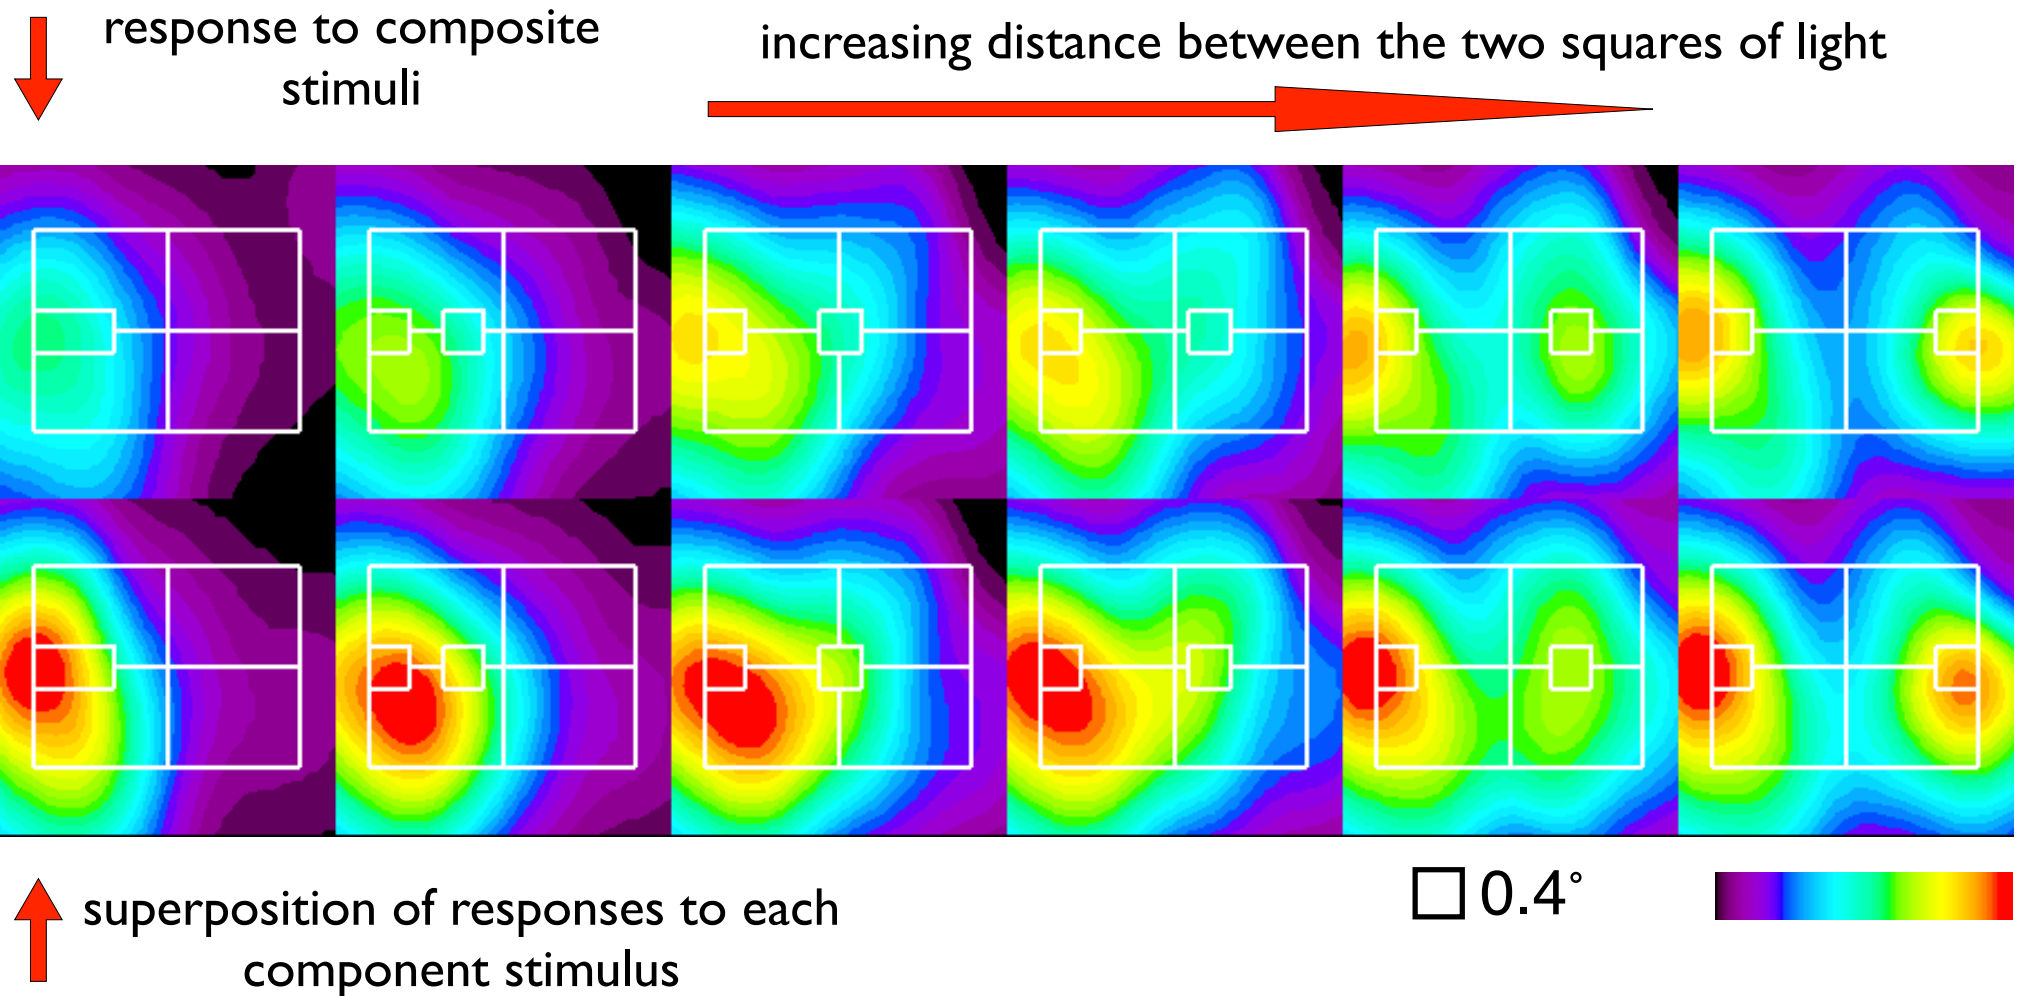 response to composite
stimuli
increasing distance between the two squares of light
superposition of responses to each
component stimulus
0.4°